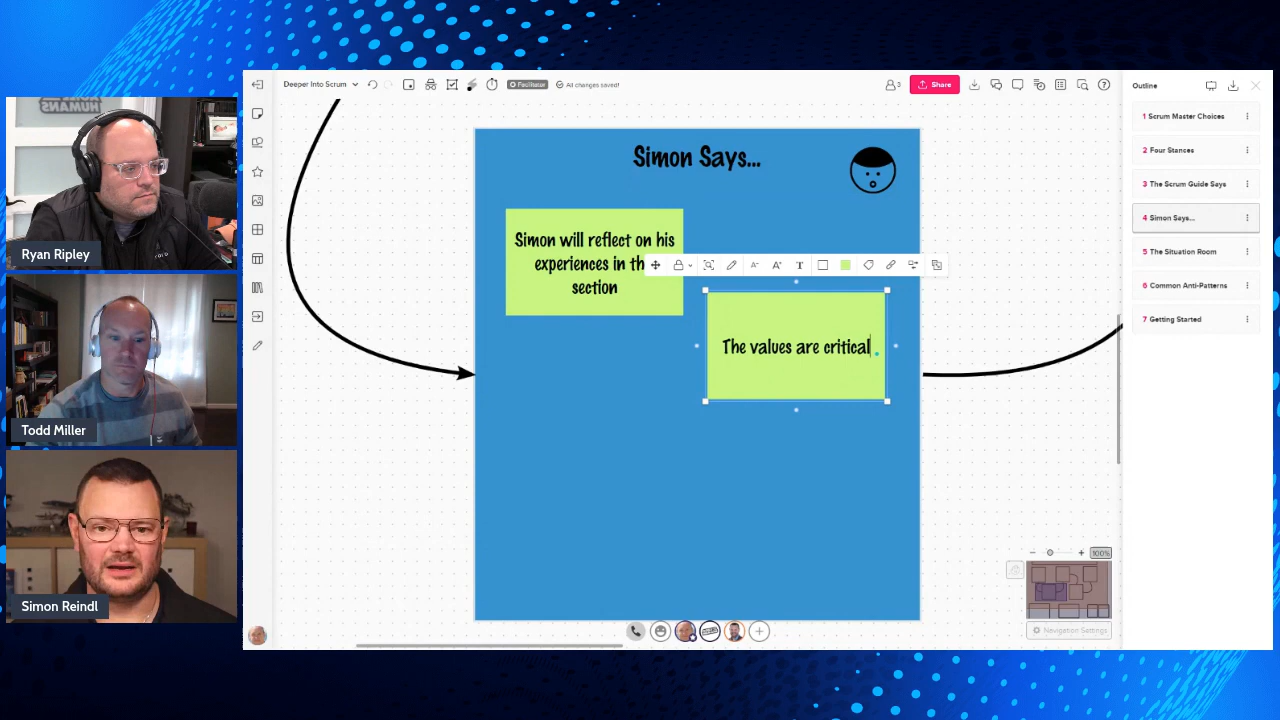 HUMANS
Ryan Ripley
Todd Miller
Simon Reindl
Deeper Into Scrum
Facilitator
All changes saved!
3
Share
Simon Says...
Simon will reflect on his
experiences in th
section
The values are critical
A-
A+
T
Outline
1 Scrum Master Choices
2 Four Stances
3 The Scrum Guide Says
4 Simon Says...
5 The Situation Room
6 Common Anti-Patterns
7 Getting Started
100%
Navigation Settings